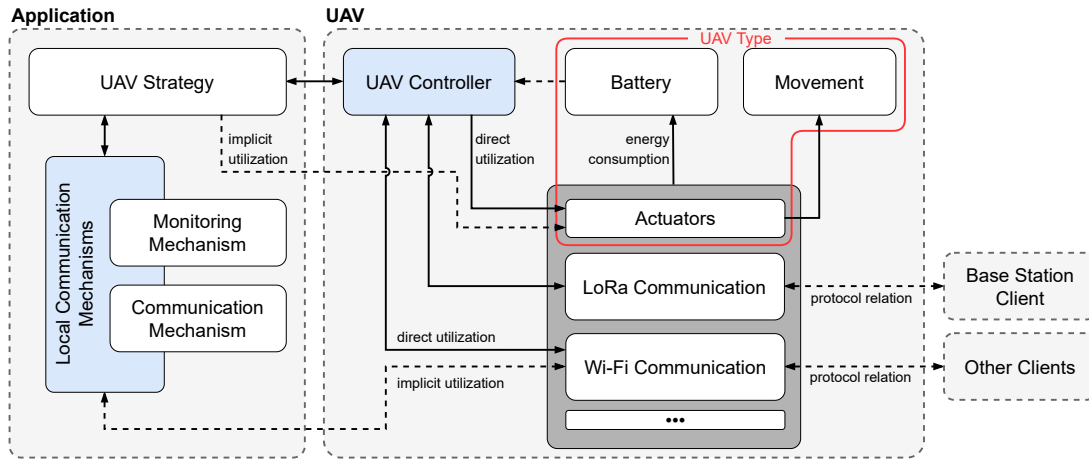 Application
UAV
UAV Type
UAV Strategy
UAV Controller
Battery
Movement
implicit
utilization
direct
utilization
energy
consumption
Local Communication
Mechanisms
Monitoring
Mechanism
Communication
Mechanism
Actuators
LoRa Communication
protocol relation
Base Station
Client
direct utilization
Wi-Fi Communication
implicit utilization
protocol relation
Other Clients
•••